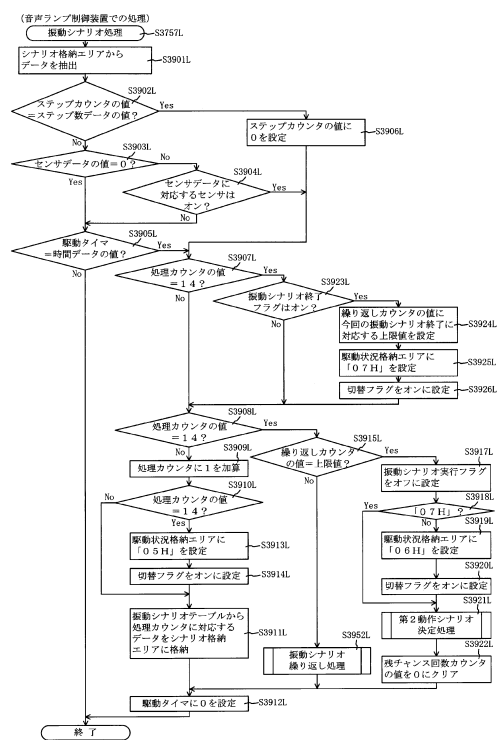 (音声ランプ制御装置での処理)
振動シナリオ処理
S3757L
シナリオ格納エリアから
データを抽出
S3901L
S3902L
ステップカウンタの値
=ステップ数データの値?
Yes
No
ステップカウンタの値に
0を設定
S3906L
S3903L
センサデータの値=0?
No
Yes
S3904L
センサデータに
対応するセンサは
オン?
Yes
No
S3905L
駆動タイマ
=時間データの値?
Yes
No
S3907L
処理カウンタの値
=14?
Yes
No
S3923L
振動シナリオ終了
フラグはオン?
Yes
No
繰り返しカウンタの値に
今回の振動シナリオ終了に
対応する上限値を設定
S3924L
駆動状況格納エリアに
「07H」を設定
S3925L
切替フラグをオンに設定
S3926L
S3908L
処理カウンタの値
=14?
Yes
No
S3909L
処理カウンタに1を加算
S3910L
処理カウンタの値
=14?
No
Yes
駆動状況格納エリアに
「05H」を設定
S3913L
切替フラグをオンに設定
S3914L
振動シナリオテーブルから
処理カウンタに対応する
データをシナリオ格納
エリアに格納
S3911L
S3915L
繰り返しカウンタ
の値=上限値?
Yes
No
S3917L
振動シナリオ実行フラグ
をオフに設定
S3918L
「07H」?
Yes
No
S3919L
駆動状況格納エリアに
「06H」を設定
S3920L
切替フラグをオンに設定
S3921L
第2動作シナリオ
決定処理
S3922L
残チャンス回数カウンタ
の値を0にクリア
S3952L
振動シナリオ
繰り返し処理
駆動タイマに0を設定
S3912L
終了